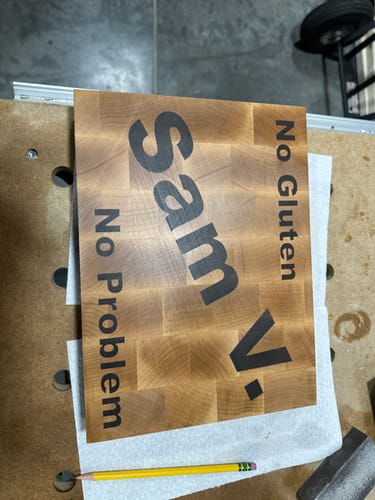 No Gluten
Sam V.
No Problem